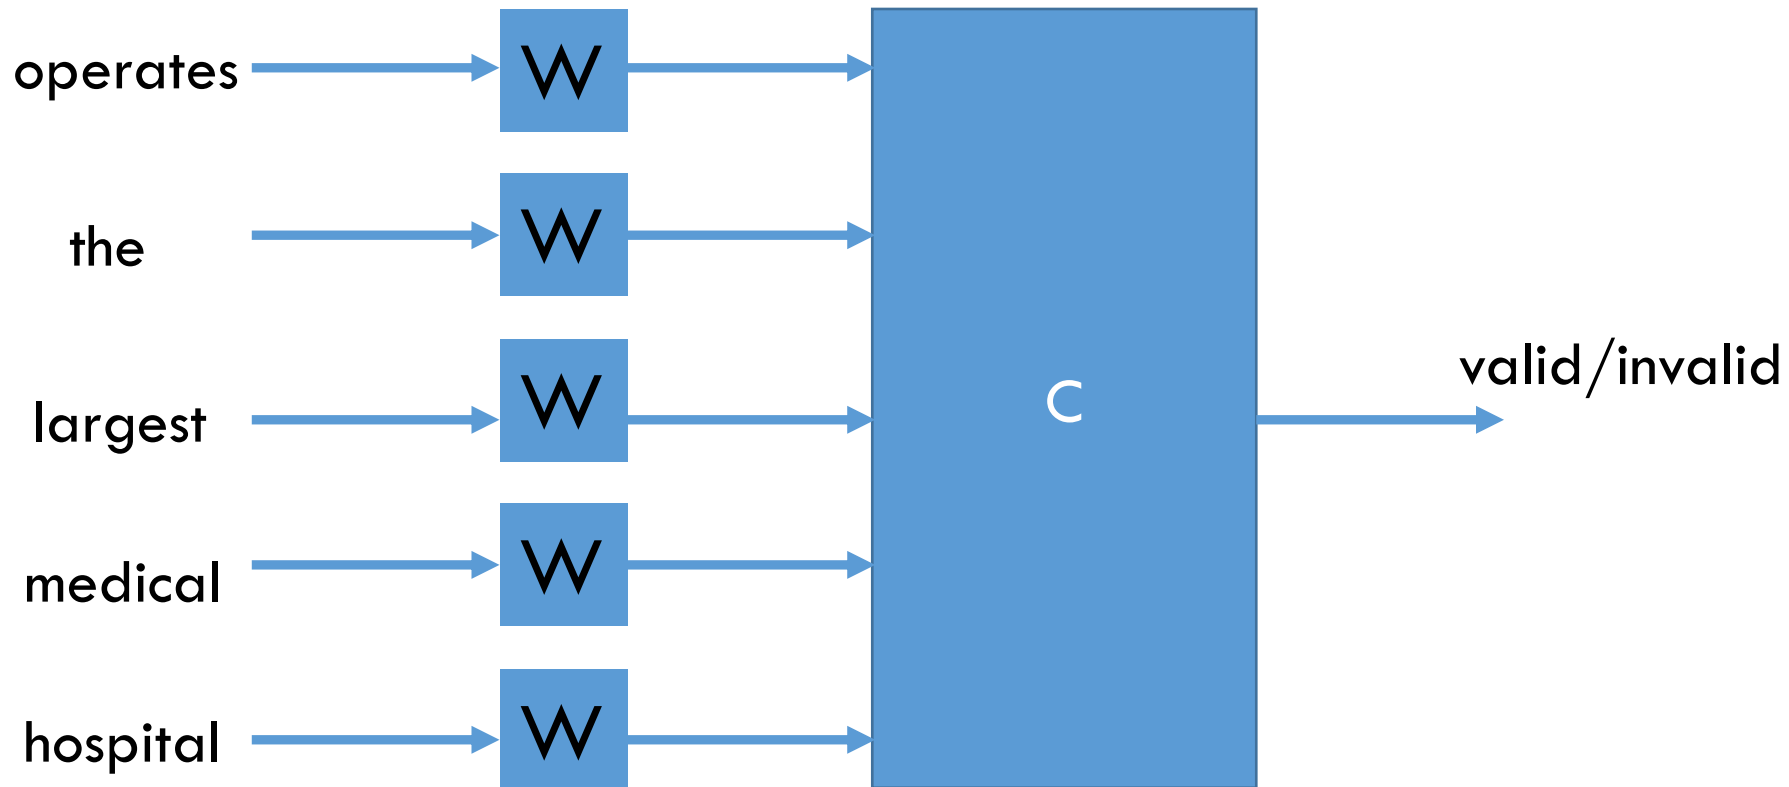 operates W
the W
largest W
medical W
hospital W
C
valid/invalid